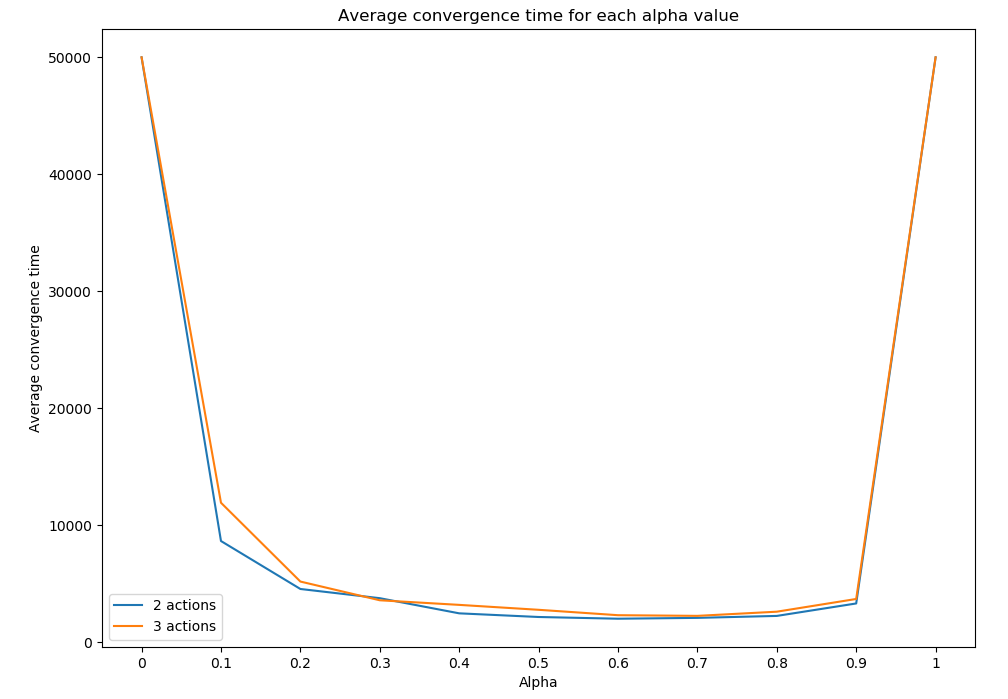 Average convergence time for each alpha value
50000
40000
30000
20000
10000
0
Average convergence time
2 actions
3 actions
0 0.1 0.2 0.3 0.4 0.5 0.6 0.7 0.8 0.9 1
Alpha